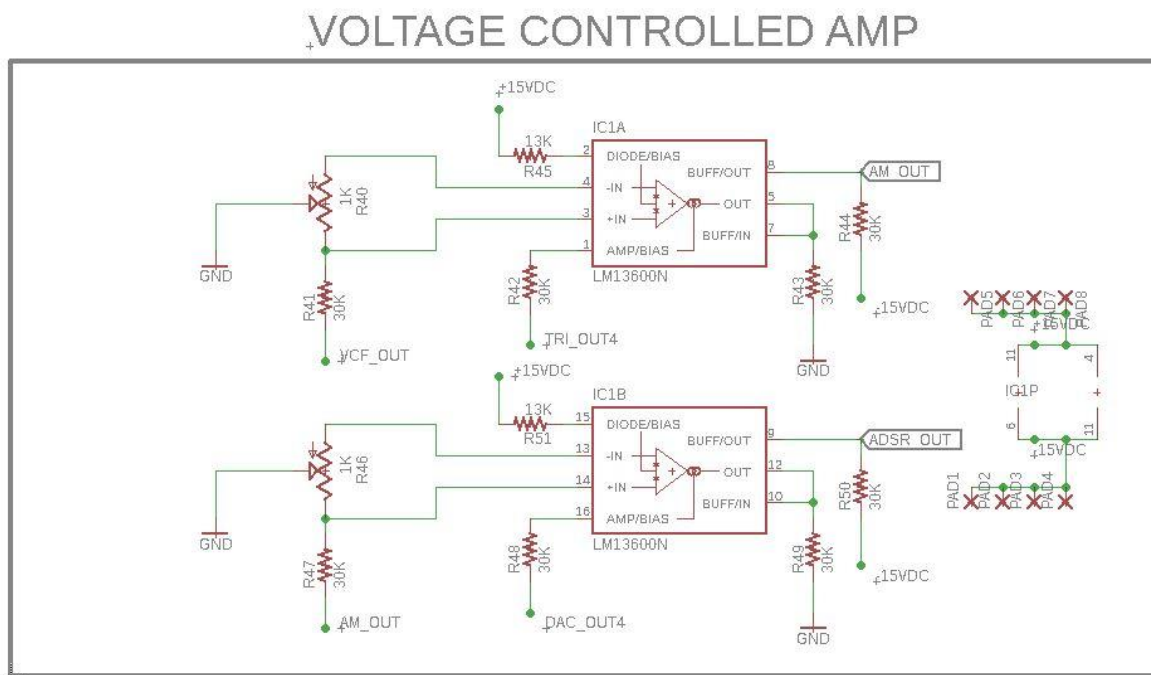 VOLTAGE CONTROLLED AMP
+15VDC
IC1A
13K
R45
2
DIODE/BIAS
BUFF/OUT
8
AM_OUT
1K
R40
4
-IN
OUT
5
3
+IN
BUFF/IN
7
1
AMP/BIAS
LM13600N
R44
30K
GND
R41
30K
R42
30K
R43
30K
-15VDC
VCF_OUT
TRI_OUT4
GND
PAD5
PAD6
PAD7
PAD8
+15VDC
11
4
IC1P
6
11
-15VDC
PAD1
PAD2
PAD3
PAD4
+15VDC
IC1B
13K
R51
15
DIODE/BIAS
BUFF/OUT
9
ADSR_OUT
1K
R46
13
-IN
OUT
12
14
+IN
BUFF/IN
10
16
AMP/BIAS
LM13600N
R50
30K
GND
R47
30K
R48
30K
R49
30K
-15VDC
AM_OUT
DAC_OUT4
GND